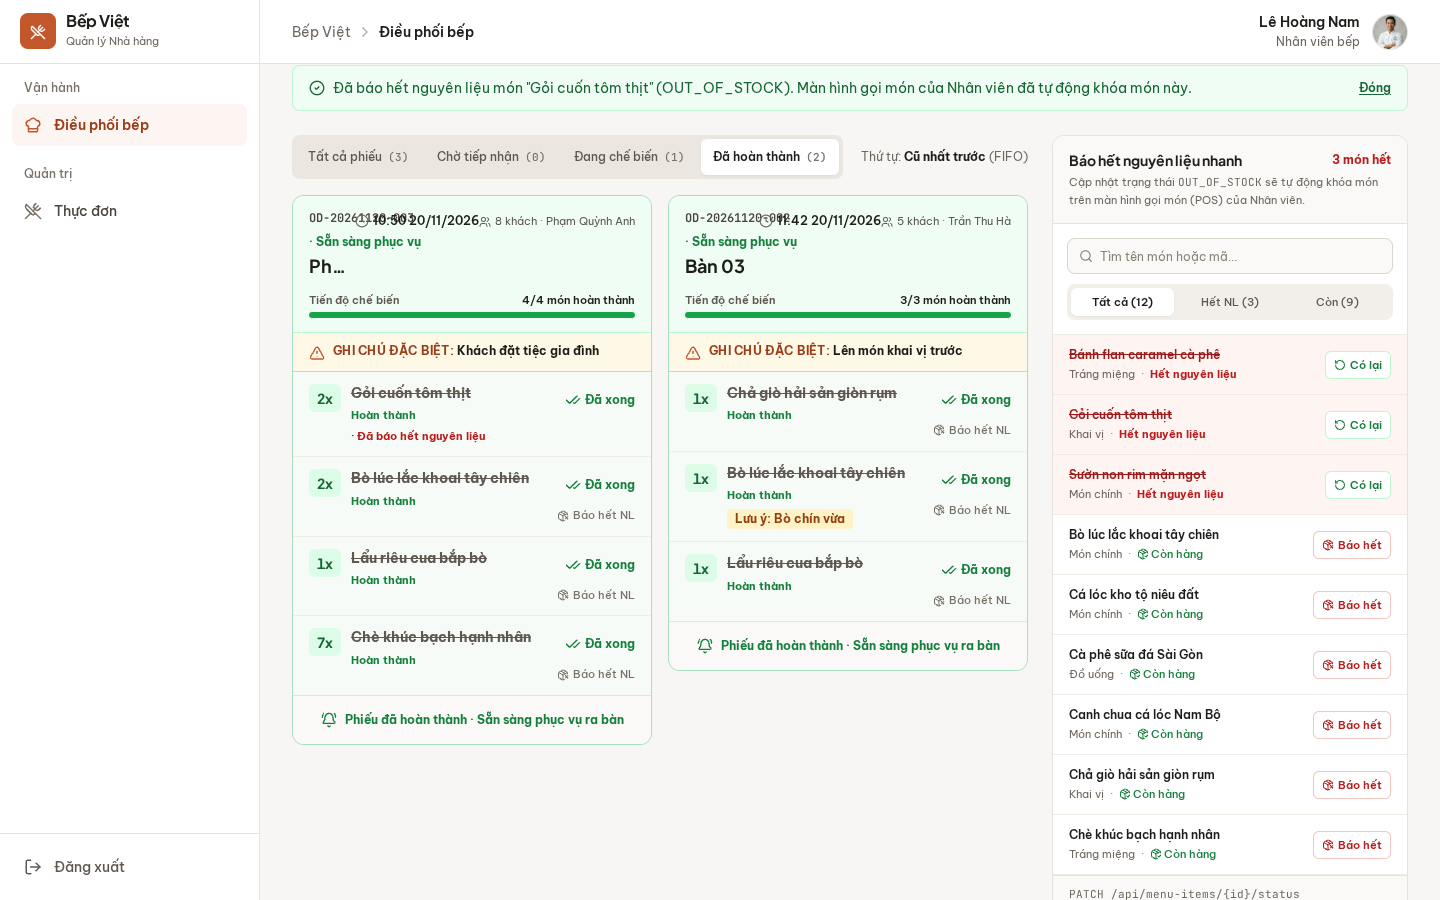 Bếp Việt
Quản lý Nhà hàng
Bếp Việt
Điều phối bếp
Lê Hoàng Nam
Nhân viên bếp
Vận hành
Điều phối bếp
Quản trị
Thực đơn
Đăng xuất
Đã báo hết nguyên liệu món "Gỏi cuốn tôm thịt" (OUT_OF_STOCK). Màn hình gọi món của Nhân viên đã tự động khóa món này.
Đóng
Tất cả phiếu (3)
Chờ tiếp nhận (0)
Đang chế biến (1)
Đã hoàn thành (2)
Thứ tự: Cũ nhất trước (FIFO)
OD-20261120-003
10:50 20/11/2026
8 khách · Phạm Quỳnh Anh
· Sẵn sàng phục vụ
Ph...
Tiến độ chế biến
4/4 món hoàn thành
GHI CHÚ ĐẶC BIỆT: Khách đặt tiệc gia đình
2x
Gỏi cuốn tôm thịt
Đã xong
Hoàn thành
· Đã báo hết nguyên liệu
2x
Bò lúc lắc khoai tây chiên
Đã xong
Hoàn thành
Báo hết NL
1x
Lẩu riêu cua bắp bò
Đã xong
Hoàn thành
Báo hết NL
7x
Chè khúc bạch hạnh nhân
Đã xong
Hoàn thành
Báo hết NL
Phiếu đã hoàn thành · Sẵn sàng phục vụ ra bàn
OD-20261120-002
11:42 20/11/2026
5 khách · Trần Thu Hà
· Sẵn sàng phục vụ
Bàn 03
Tiến độ chế biến
3/3 món hoàn thành
GHI CHÚ ĐẶC BIỆT: Lên món khai vị trước
1x
Chả giò hải sản giòn rụm
Đã xong
Hoàn thành
Báo hết NL
1x
Bò lúc lắc khoai tây chiên
Đã xong
Hoàn thành
Lưu ý: Bò chín vừa
Báo hết NL
1x
Lẩu riêu cua bắp bò
Đã xong
Hoàn thành
Báo hết NL
Phiếu đã hoàn thành · Sẵn sàng phục vụ ra bàn
Báo hết nguyên liệu nhanh
3 món hết
Cập nhật trạng thái OUT_OF_STOCK sẽ tự động khóa món
trên màn hình gọi món (POS) của Nhân viên.
Tìm tên món hoặc mã...
Tất cả (12)
Hết NL (3)
Còn (9)
Bánh flan caramel cà phê
Tráng miệng · Hết nguyên liệu
Có lại
Gỏi cuốn tôm thịt
Khai vị · Hết nguyên liệu
Có lại
Sườn non rim mặn ngọt
Món chính · Hết nguyên liệu
Có lại
Bò lúc lắc khoai tây chiên
Món chính · Còn hàng
Báo hết
Cá lóc kho tộ niêu đất
Món chính · Còn hàng
Báo hết
Cà phê sữa đá Sài Gòn
Đồ uống · Còn hàng
Báo hết
Canh chua cá lóc Nam Bộ
Món chính · Còn hàng
Báo hết
Chả giò hải sản giòn rụm
Khai vị · Còn hàng
Báo hết
Chè khúc bạch hạnh nhân
Tráng miệng · Còn hàng
Báo hết
PATCH /api/menu-items/{id}/status